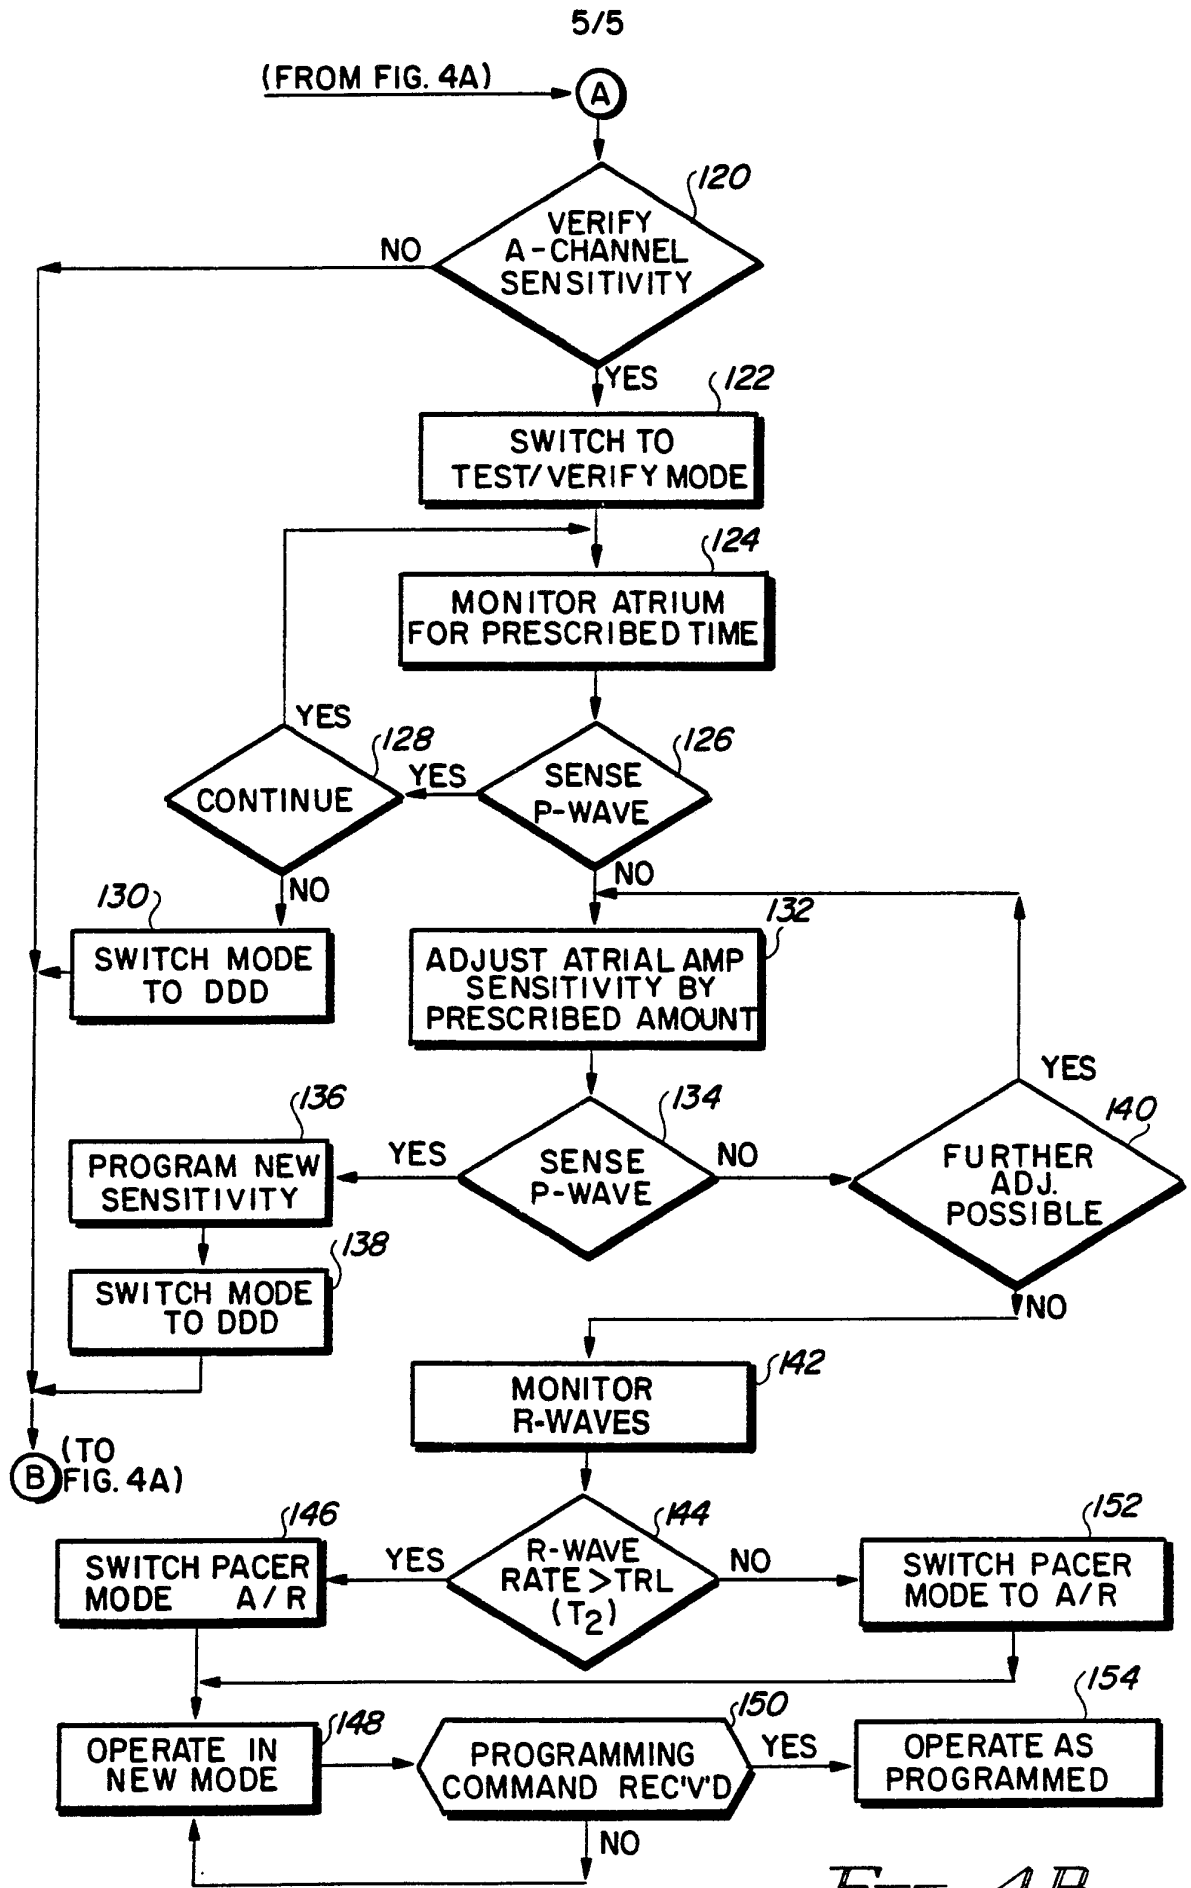 5/5
(FROM FIG. 4A)
A
120
VERIFY
A-CHANNEL
SENSITIVITY
NO
YES
122
SWITCH TO
TEST/VERIFY MODE
124
MONITOR ATRIUM
FOR PRESCRIBED TIME
YES
128
CONTINUE
YES
126
SENSE
P-WAVE
NO
NO
130
SWITCH MODE
TO DDD
132
ADJUST ATRIAL AMP
SENSITIVITY BY
PRESCRIBED AMOUNT
YES
136
PROGRAM NEW
SENSITIVITY
YES
134
SENSE
P-WAVE
NO
140
FURTHER
ADJ.
POSSIBLE
138
SWITCH MODE
TO DDD
NO
142
MONITOR
R-WAVES
B
(TO
FIG. 4A)
146
SWITCH PACER
MODE A/R
YES
144
R-WAVE
RATE>TRL
(T2)
NO
152
SWITCH PACER
MODE TO A/R
148
OPERATE IN
NEW MODE
150
PROGRAMMING
COMMAND REC'V'D
YES
154
OPERATE AS
PROGRAMMED
NO
FIG. 4B